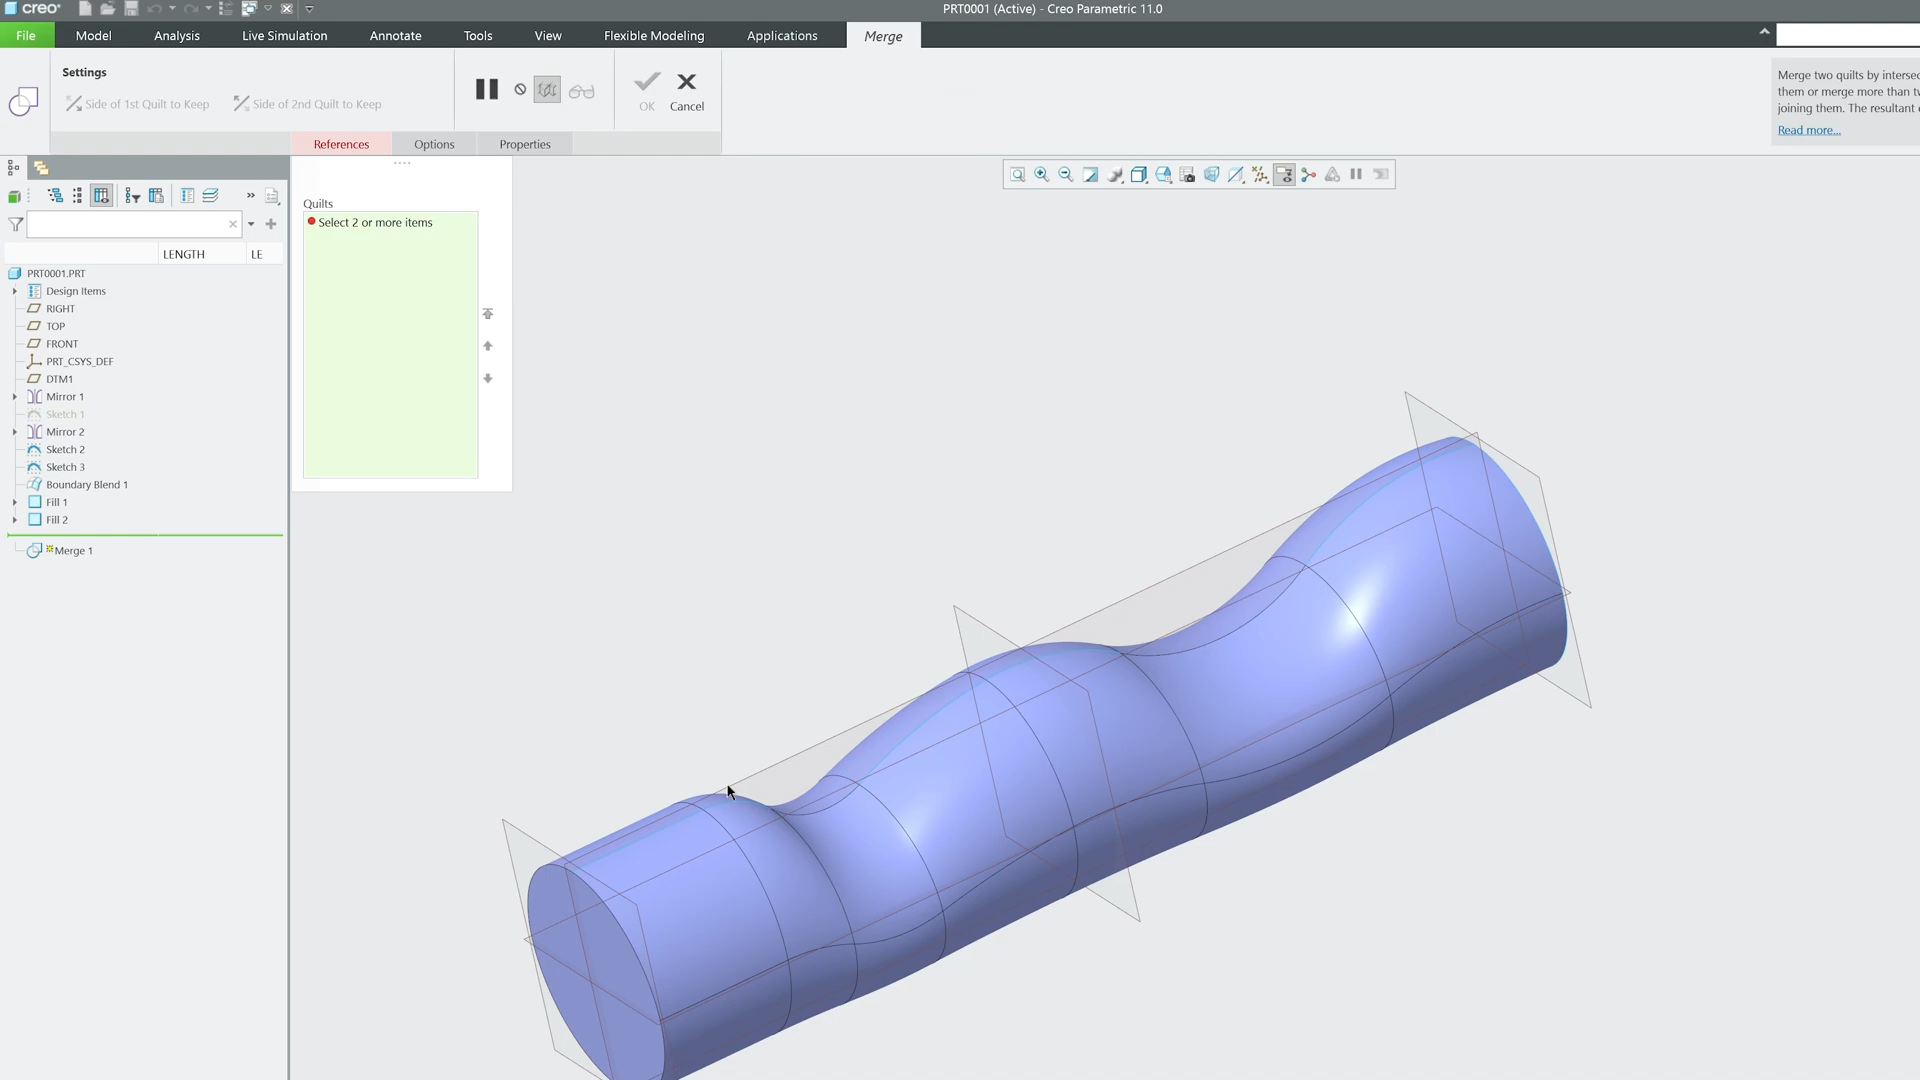 creo
PRT0001 (Active) - Creo Parametric 11.0
File Model Analysis Live Simulation Annotate Tools View Flexible Modeling Applications Merge
Settings
Side of 1st Quilt to Keep Side of 2nd Quilt to Keep
OK Cancel
References Options Properties
Merge two quilts by interse
them or merge more than
joining them. The resultant
Read more...
Quilts
Select 2 or more items
LENGTH LE
PRT0001.PRT
Design Items
RIGHT
TOP
FRONT
PRT_CSYS_DEF
DTM1
Mirror 1
Sketch 1
Mirror 2
Sketch 2
Sketch 3
Boundary Blend 1
Fill 1
Fill 2
Merge 1